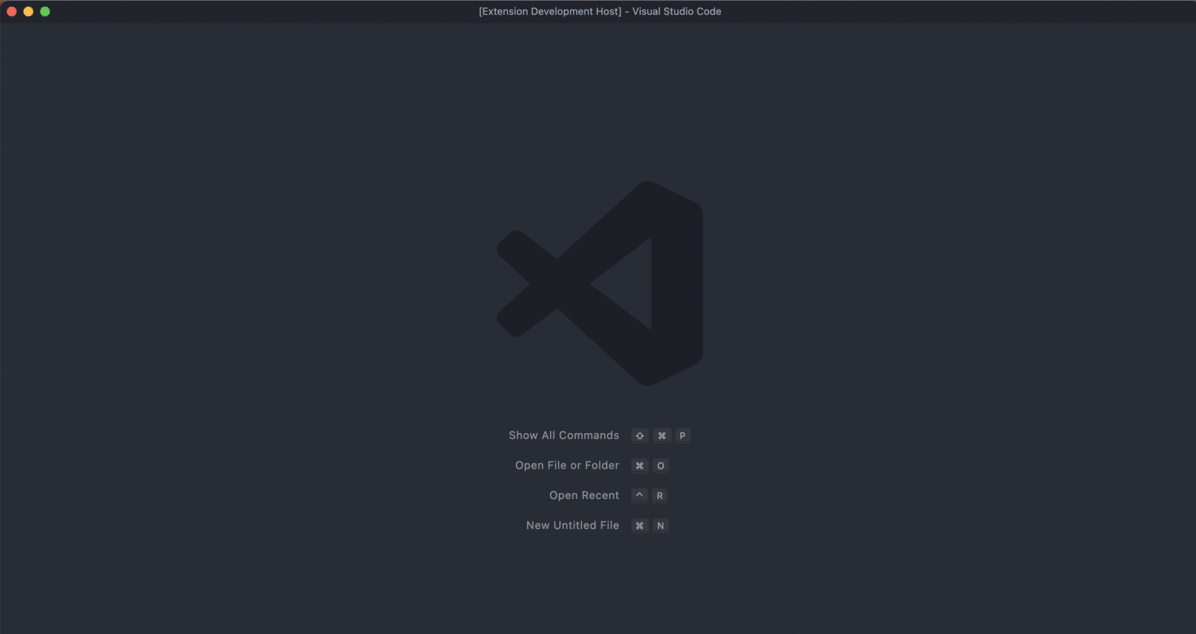 [Extension Development Host] - Visual Studio Code
Show All Commands ⇧ ⌘ P
Open File or Folder ⌘ O
Open Recent ^ R
New Untitled File ⌘ N